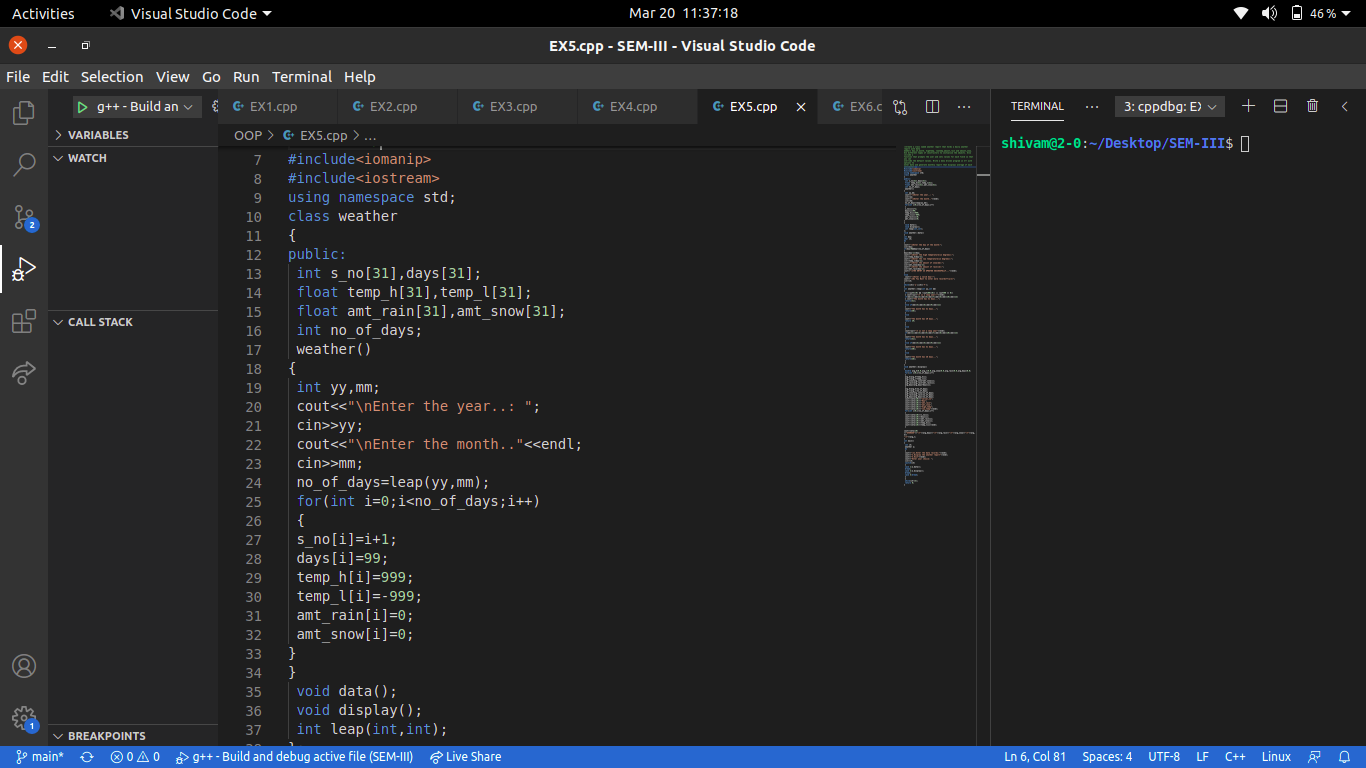 Activities Visual Studio Code Mar 20 11:37:18 46 %
EX5.cpp - SEM-III - Visual Studio Code
File Edit Selection View Go Run Terminal Help
g++ - Build an EX1.cpp EX2.cpp EX3.cpp EX4.cpp EX5.cpp EX6.c TERMINAL 3: cppdbg: EX
VARIABLES
OOP > EX5.cpp > ...
WATCH
CALL STACK
BREAKPOINTS
7 #include<iomanip>
8 #include<iostream>
9 using namespace std;
10 class weather
11 {
12 public:
13 int s_no[31],days[31];
14 float temp_h[31],temp_l[31];
15 float amt_rain[31],amt_snow[31];
16 int no_of_days;
17 weather()
18 {
19 int yy,mm;
20 cout<<"\nEnter the year..: ";
21 cin>>yy;
22 cout<<"\nEnter the month.."<<endl;
23 cin>>mm;
24 no_of_days=leap(yy,mm);
25 for(int i=0;i<no_of_days;i++)
26 {
27 s_no[i]=i+1;
28 days[i]=99;
29 temp_h[i]=999;
30 temp_l[i]=-999;
31 amt_rain[i]=0;
32 amt_snow[i]=0;
33 }
34 }
35 void data();
36 void display();
37 int leap(int,int);
shivam@2-0:~/Desktop/SEM-III$
2
1
main* 0 0 g++ - Build and debug active file (SEM-III) Live Share Ln 6, Col 81 Spaces: 4 UTF-8 LF C++ Linux